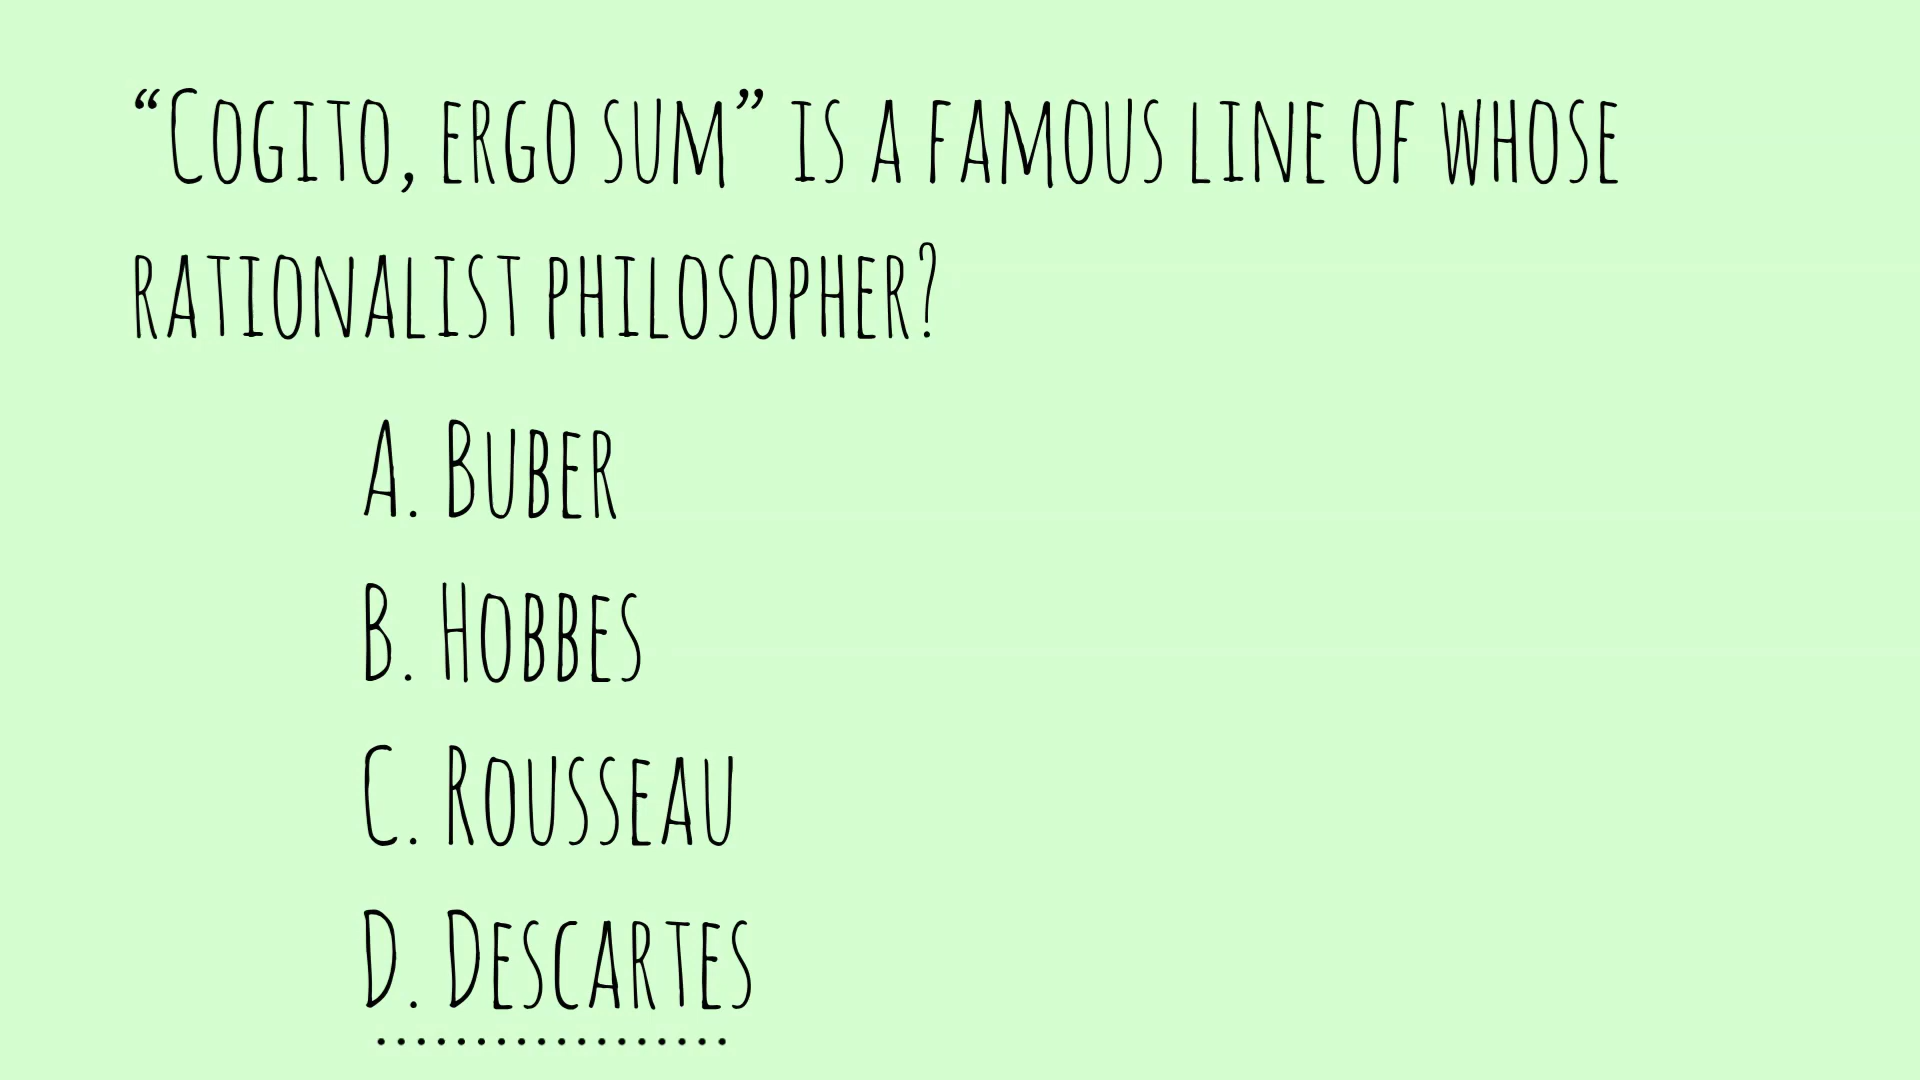 “Cogito, ergo sum” is a famous line of whose
rationalist philosopher?
A. Buber
B. Hobbes
C. Rousseau
D. Descartes